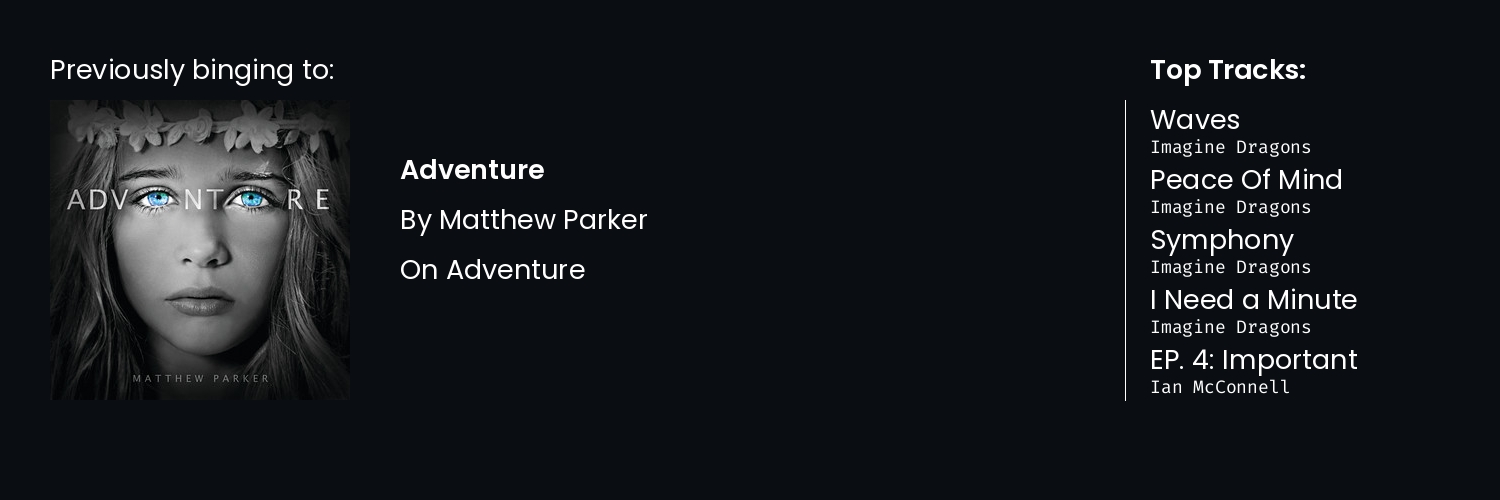 Previously binging to:
ADVENTURE
MATTHEW PARKER
Adventure
By Matthew Parker
On Adventure
Top Tracks:
Waves
Imagine Dragons
Peace Of Mind
Imagine Dragons
Symphony
Imagine Dragons
I Need a Minute
Imagine Dragons
EP. 4: Important
Ian McConnell